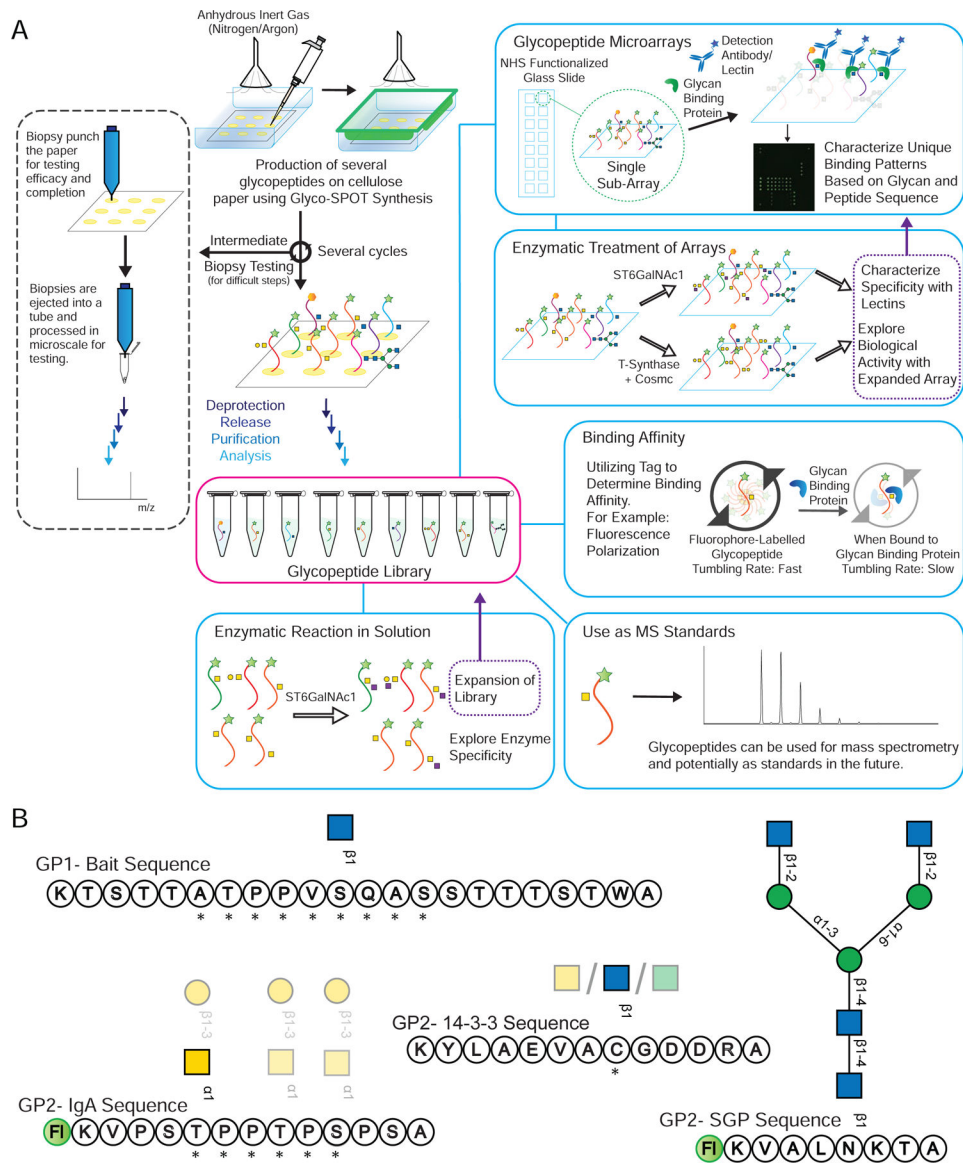 A
Anhydrous Inert Gas
(Nitrogen/Argon)
Biopsy punch
the paper
for testing
efficacy and
completion
Production of several
glycopeptides on cellulose
paper using Glyco-SPOT Synthesis
Intermediate
Biopsy Testing
(for difficult steps)
Several cycles
Biopsies are
ejected into a
tube and
processed in
microscale for
testing.
m/z
Deprotection
Release
Purification
Analysis
Glycopeptide Library
Glycopeptide Microarrays
NHS Functionalized
Glass Slide
Single
Sub-Array
Detection
Antibody/
Lectin
Glycan
Binding
Protein
Characterize Unique
Binding Patterns
Based on Glycan and
Peptide Sequence
Enzymatic Treatment of Arrays
ST6GalNAc1
T-Synthase
+ Cosmc
Characterize
Specificity with
Lectins
Explore
Biological
Activity with
Expanded Array
Binding Affinity
Utilizing Tag to
Determine Binding
Affinity.
For Example:
Fluorescence
Polarization
Fluorophore-Labelled
Glycopeptide
Tumbling Rate: Fast
Glycan
Binding
Protein
When Bound to
Glycan Binding Protein
Tumbling Rate: Slow
Enzymatic Reaction in Solution
ST6GalNAc1
Expansion of
Library
Explore Enzyme
Specificity
Use as MS Standards
Glycopeptides can be used for mass spectrometry
and potentially as standards in the future.
B
β1
GP1- Bait Sequence
K T S T T A T P P V S Q A S S T T T S T W A
* * * * * * * *
β1-3 β1-3 β1-3
α1 α1 α1
GP2- IgA Sequence
Fl K V P S T P P T P S P S A
* * * * * *
/ /
β1
GP2- 14-3-3 Sequence
K Y L A E V A C G D D R A
*
β1-2 β1-2
α1-3 α1-6
β1-4
β1-4
β1
GP2- SGP Sequence
Fl K V A L N K T A